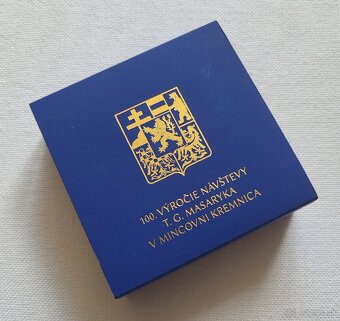 100. VÝROČIE NÁVŠTEVY
T. G. MASARYKA
V MINCOVNI KREMNICA